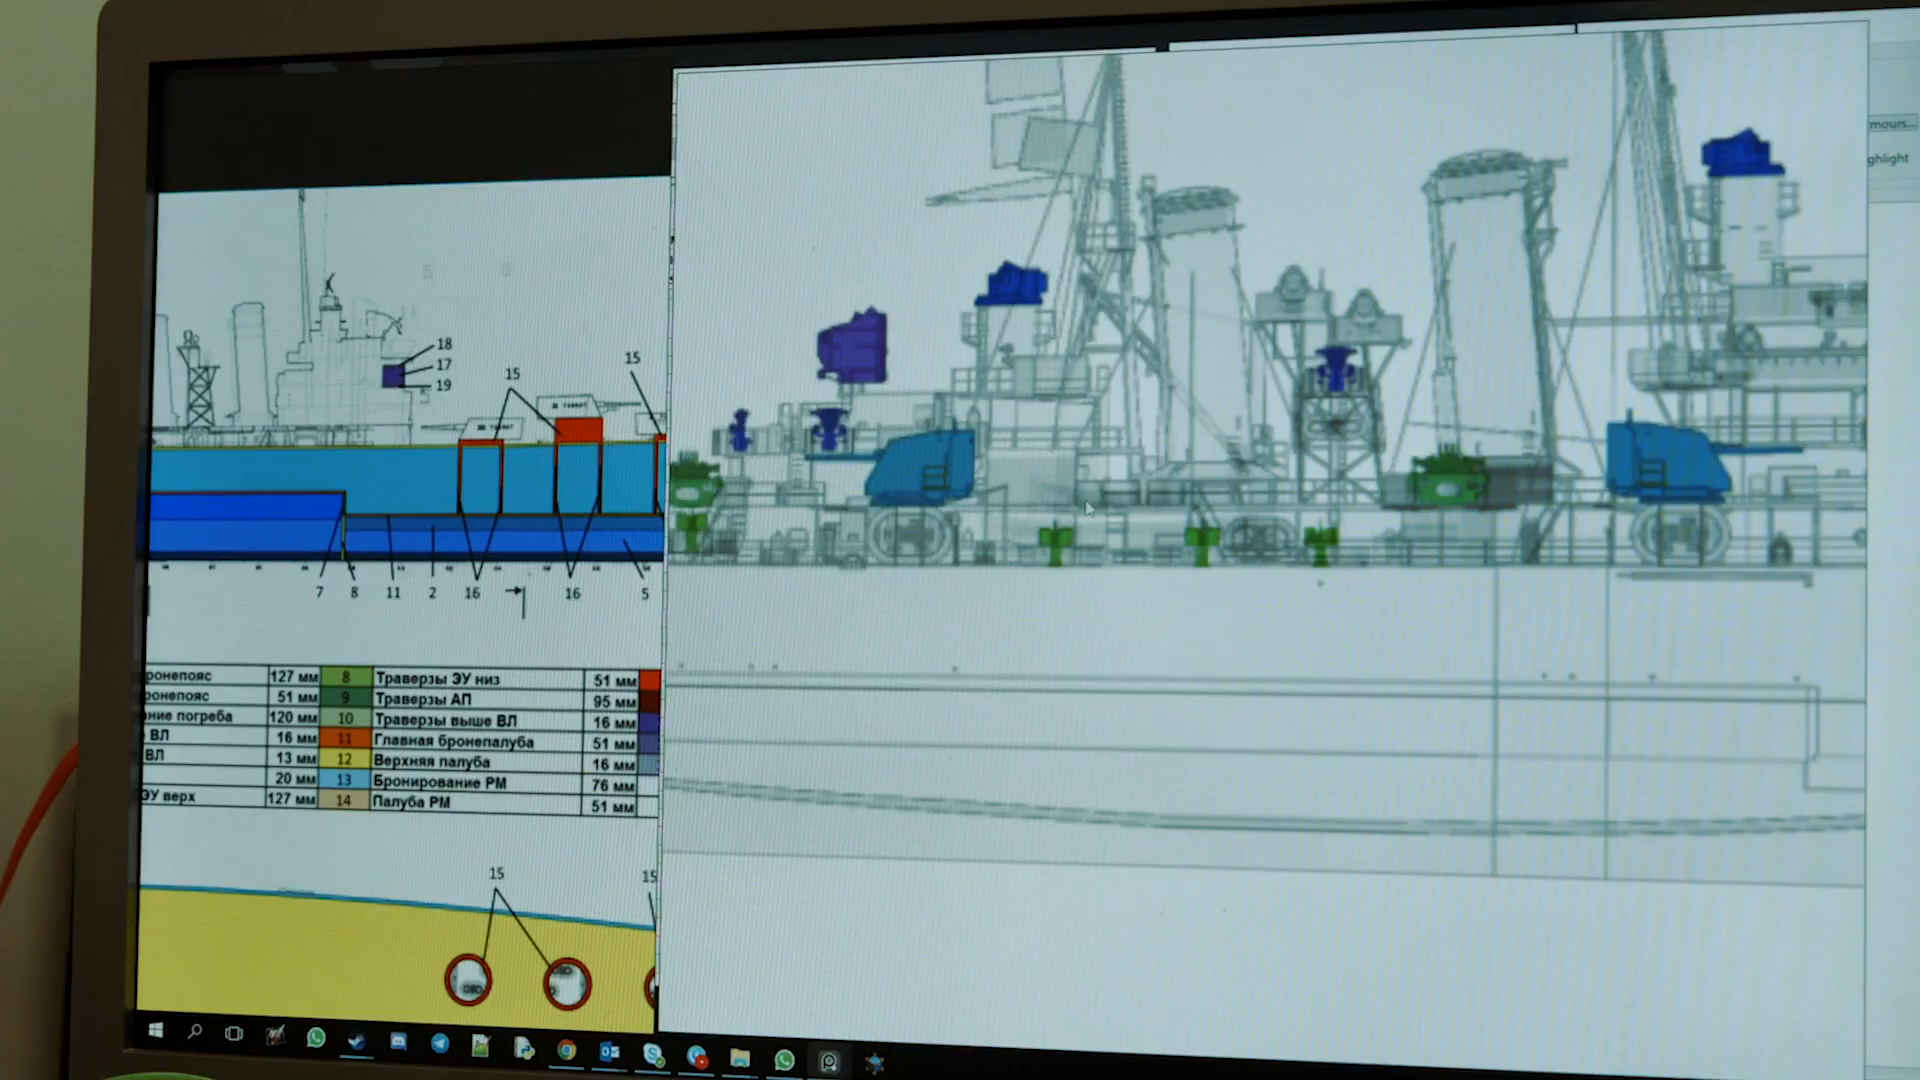 mours...
ghlight
18
17
19
15
15
7
8
11
2
16
16
5
ронепояс 127 мм 8 Траверзы ЭУ низ 51 мм
ронепояс 51 мм 9 Траверзы АП 95 мм
ние погреба 120 мм 10 Траверзы выше ВЛ 16 мм
ВЛ 16 мм 11 Главная бронепалуба 51 мм
ВЛ 13 мм 12 Верхняя палуба 16 мм
20 мм 13 Бронирование РМ 76 мм
ЭУ верх 127 мм 14 Палуба РМ 51 мм
15
15